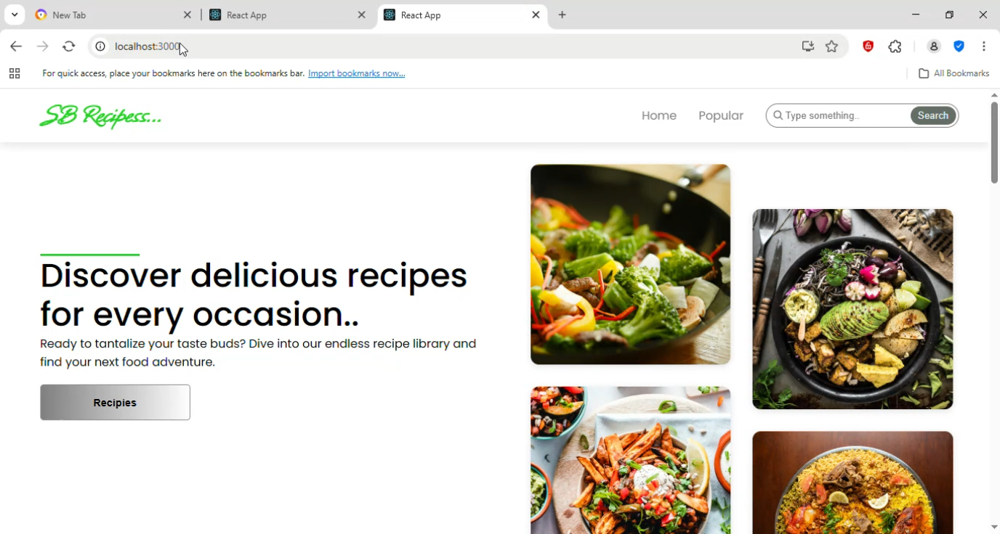 New Tab
React App
React App
localhost:3000
For quick access, place your bookmarks here on the bookmarks bar. Import bookmarks now...
All Bookmarks
SB Recipess...
Home
Popular
Type something..
Search
Discover delicious recipes
for every occasion..
Ready to tantalize your taste buds? Dive into our endless recipe library and
find your next food adventure.
Recipies